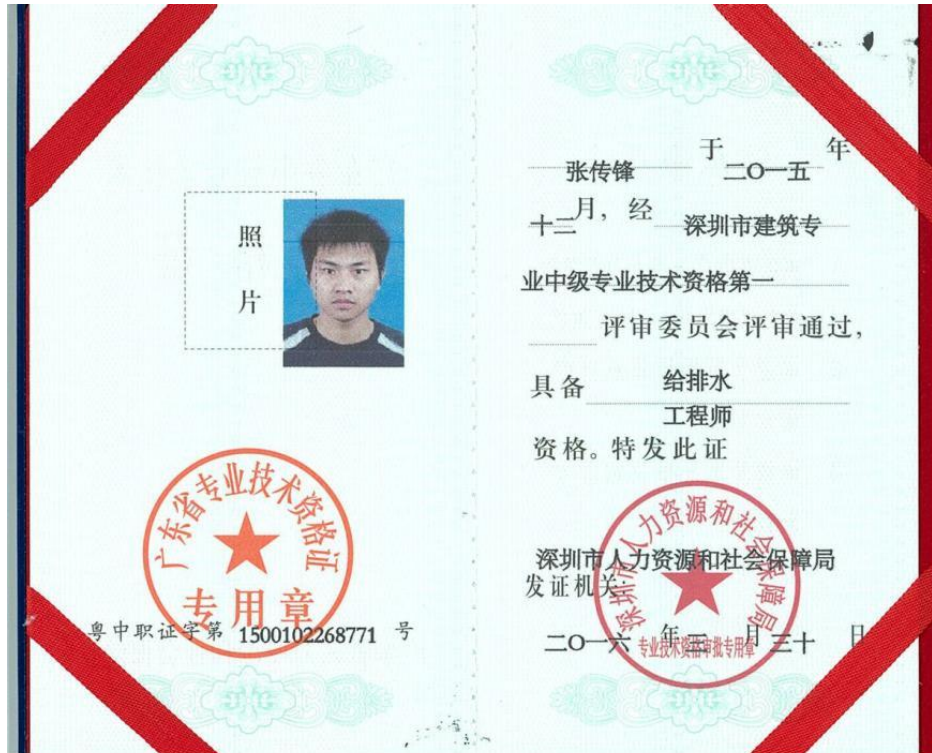 照
片
广东省专业技术资格证
专用章
粤中职证字第 1500102268771 号
张传锋 于 二〇一五 年
十二月，经 深圳市建筑专
业中级专业技术资格第一
评审委员会评审通过，
具备 给排水
工程师
资格。特发此证
深圳市人力资源和社会保障局
深圳市人力资源和社会保障局
发证机关：
二〇一六 年 三 月 三十 日
专业技术资格审批专用章